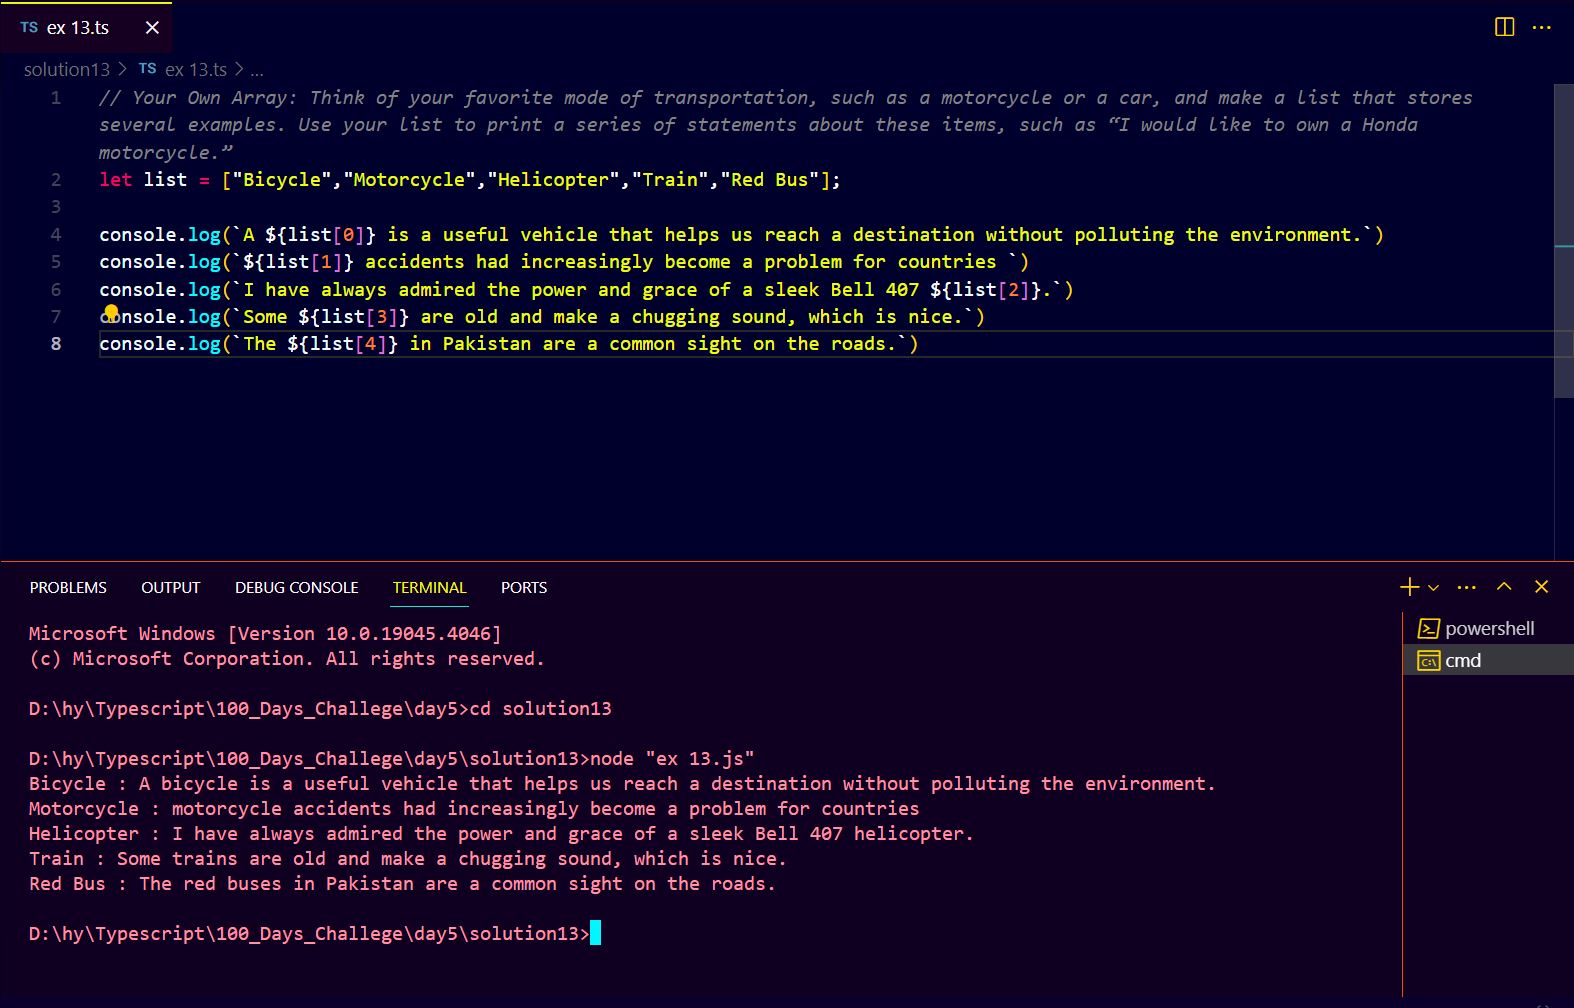 TS ex 13.ts
solution13 > TS ex 13.ts > ...
1 // Your Own Array: Think of your favorite mode of transportation, such as a motorcycle or a car, and make a list that stores
several examples. Use your list to print a series of statements about these items, such as “I would like to own a Honda
motorcycle.”
2 let list = ["Bicycle","Motorcycle","Helicopter","Train","Red Bus"];
3
4 console.log(`A ${list[0]} is a useful vehicle that helps us reach a destination without polluting the environment.`)
5 console.log(`${list[1]} accidents had increasingly become a problem for countries `)
6 console.log(`I have always admired the power and grace of a sleek Bell 407 ${list[2]}.`)
7 console.log(`Some ${list[3]} are old and make a chugging sound, which is nice.`)
8 console.log(`The ${list[4]} in Pakistan are a common sight on the roads.`)
PROBLEMS OUTPUT DEBUG CONSOLE TERMINAL PORTS
Microsoft Windows [Version 10.0.19045.4046]
(c) Microsoft Corporation. All rights reserved.
D:\hy\Typescript\100_Days_Challege\day5>cd solution13
D:\hy\Typescript\100_Days_Challege\day5\solution13>node "ex 13.js"
Bicycle : A bicycle is a useful vehicle that helps us reach a destination without polluting the environment.
Motorcycle : motorcycle accidents had increasingly become a problem for countries
Helicopter : I have always admired the power and grace of a sleek Bell 407 helicopter.
Train : Some trains are old and make a chugging sound, which is nice.
Red Bus : The red buses in Pakistan are a common sight on the roads.
D:\hy\Typescript\100_Days_Challege\day5\solution13>
powershell
cmd